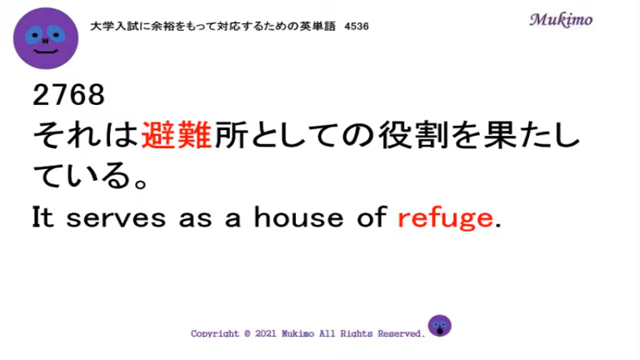 大学入試に余裕をもって対応するための英単語 4536
Mukimo
2768
それは避難所としての役割を果たし
ている。
It serves as a house of refuge.
Copyright © 2021 Mukimo All Rights Reserved.